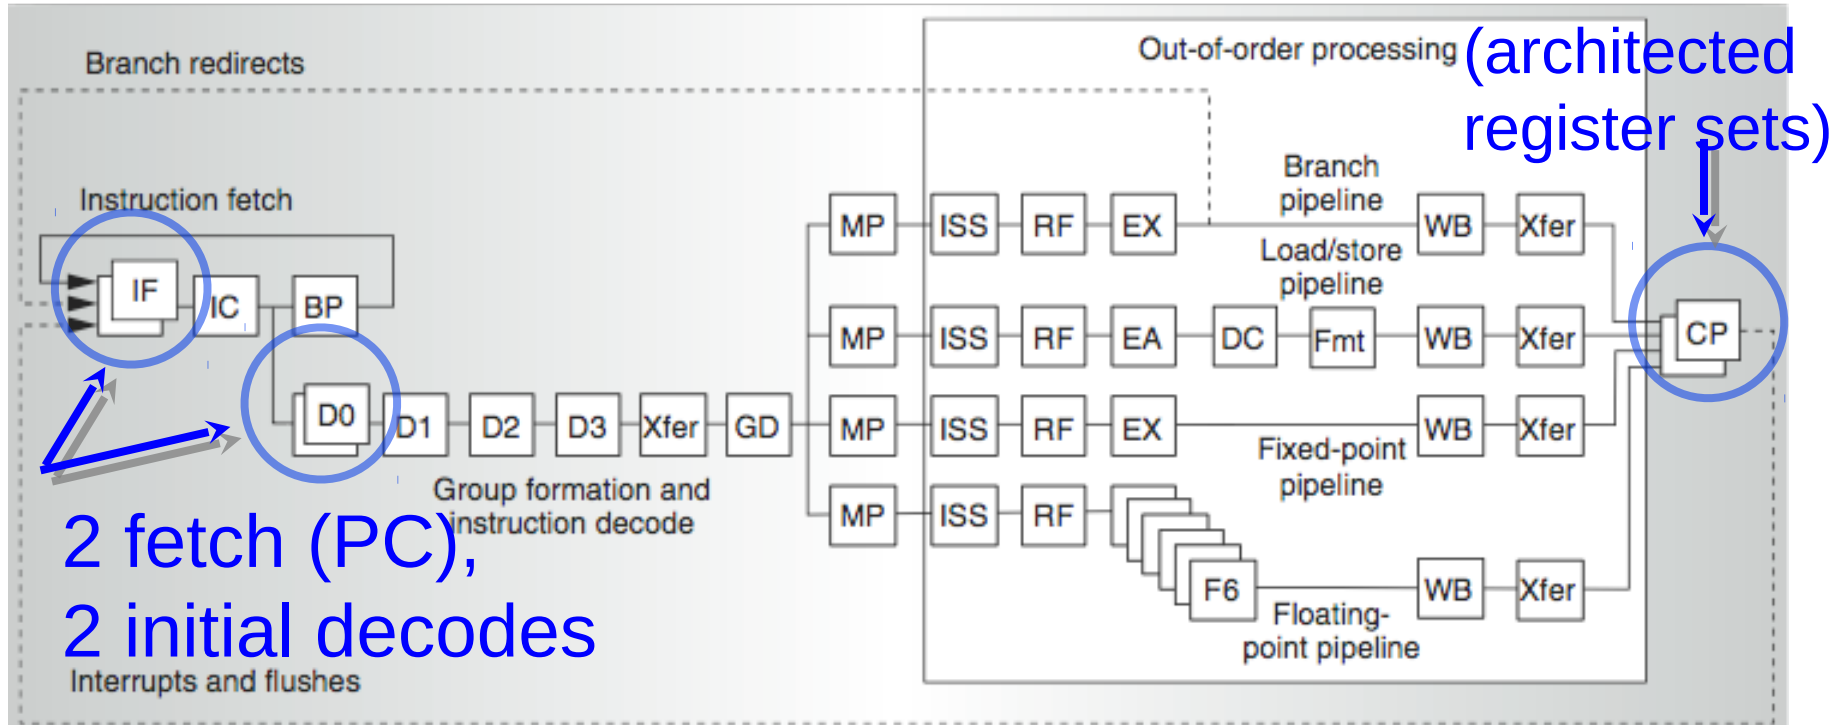 Out-of-order processing
(architected
register sets)
Branch redirects
Instruction fetch
Branch
pipeline
MP ISS RF EX WB Xfer
Load/store
pipeline
IF IC BP
MP ISS RF EA DC Fmt WB Xfer
CP
D0 D1 D2 D3 Xfer GD
MP ISS RF EX WB Xfer
Fixed-point
pipeline
Group formation and
instruction decode
MP ISS RF
F6 WB Xfer
Floating-
point pipeline
2 fetch (PC),
2 initial decodes
Interrupts and flushes